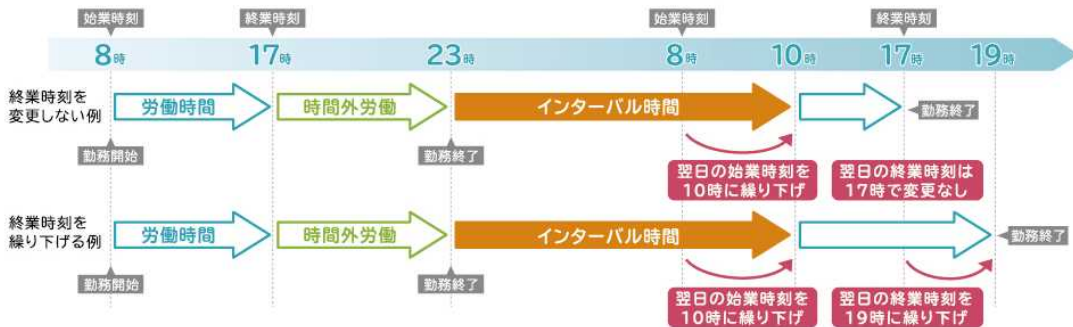 始業時刻
終業時刻
始業時刻
終業時刻
8時
17時
23時
8時
10時
17時
19時
終業時刻を
変更しない例
労働時間
時間外労働
インターバル時間
勤務終了
勤務開始
勤務終了
翌日の始業時刻を
10時に繰り下げ
翌日の終業時刻は
17時で変更なし
終業時刻を
繰り下げる例
労働時間
時間外労働
インターバル時間
勤務終了
勤務開始
勤務終了
翌日の始業時刻を
10時に繰り下げ
翌日の終業時刻を
19時に繰り下げ